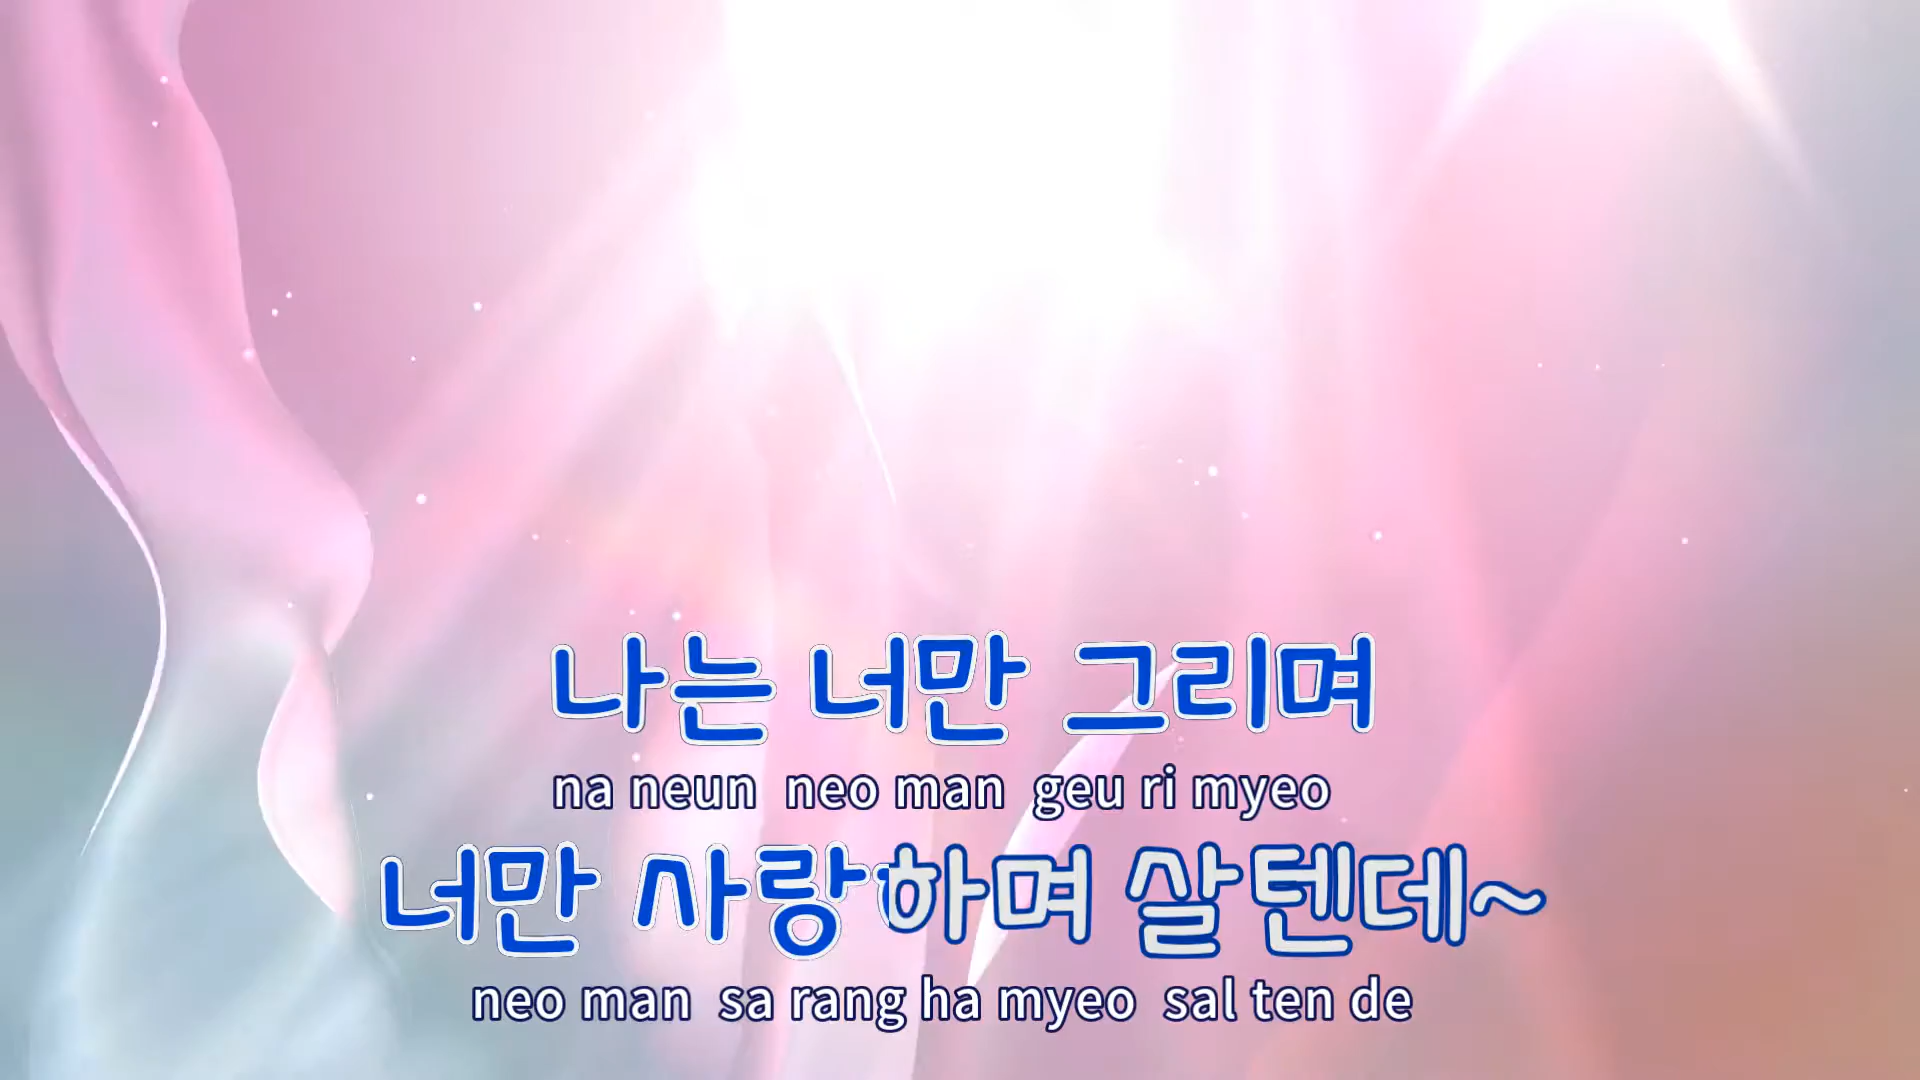 나는 너만 그리며
na neun neo man geu ri myeo
너만 사랑하며 살텐데~
neo man sa rang ha myeo sal ten de